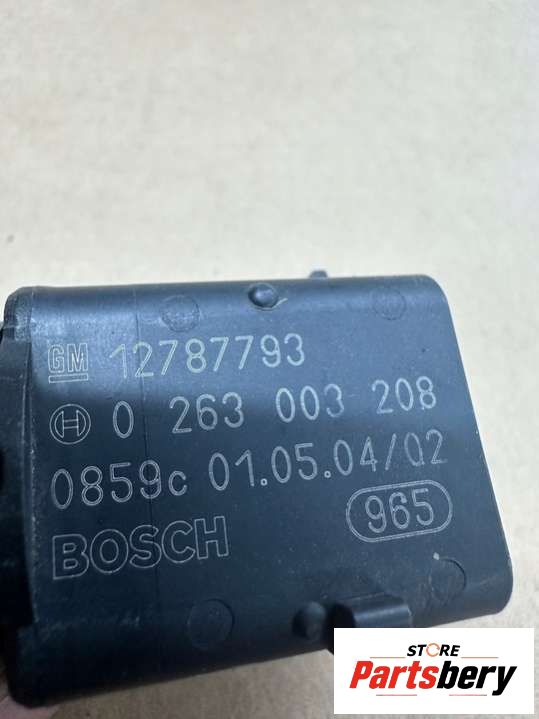 GM 12787793
0 263 003 208
0859c 01.05.04/02
BOSCH 965
STORE
Partsbery